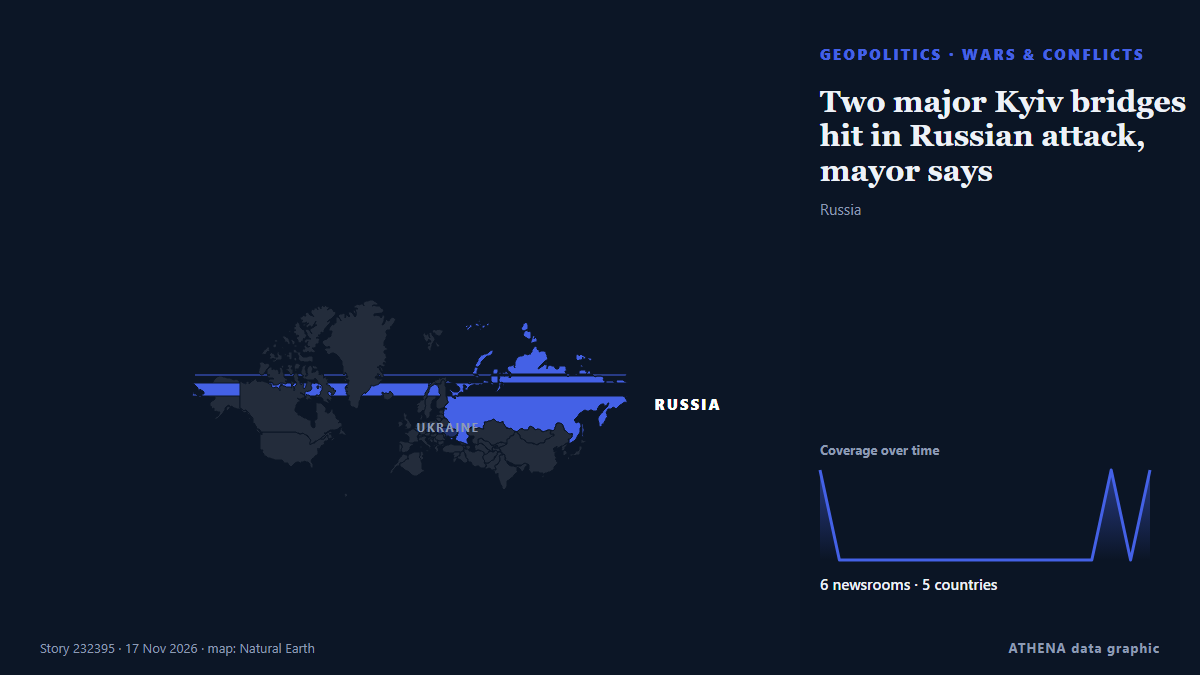 GEOPOLITICS · WARS & CONFLICTS
Two major Kyiv bridges
hit in Russian attack,
mayor says
Russia
RUSSIA
UKRAINE
Coverage over time
6 newsrooms · 5 countries
Story 232395 · 17 Nov 2026 · map: Natural Earth
ATHENA data graphic